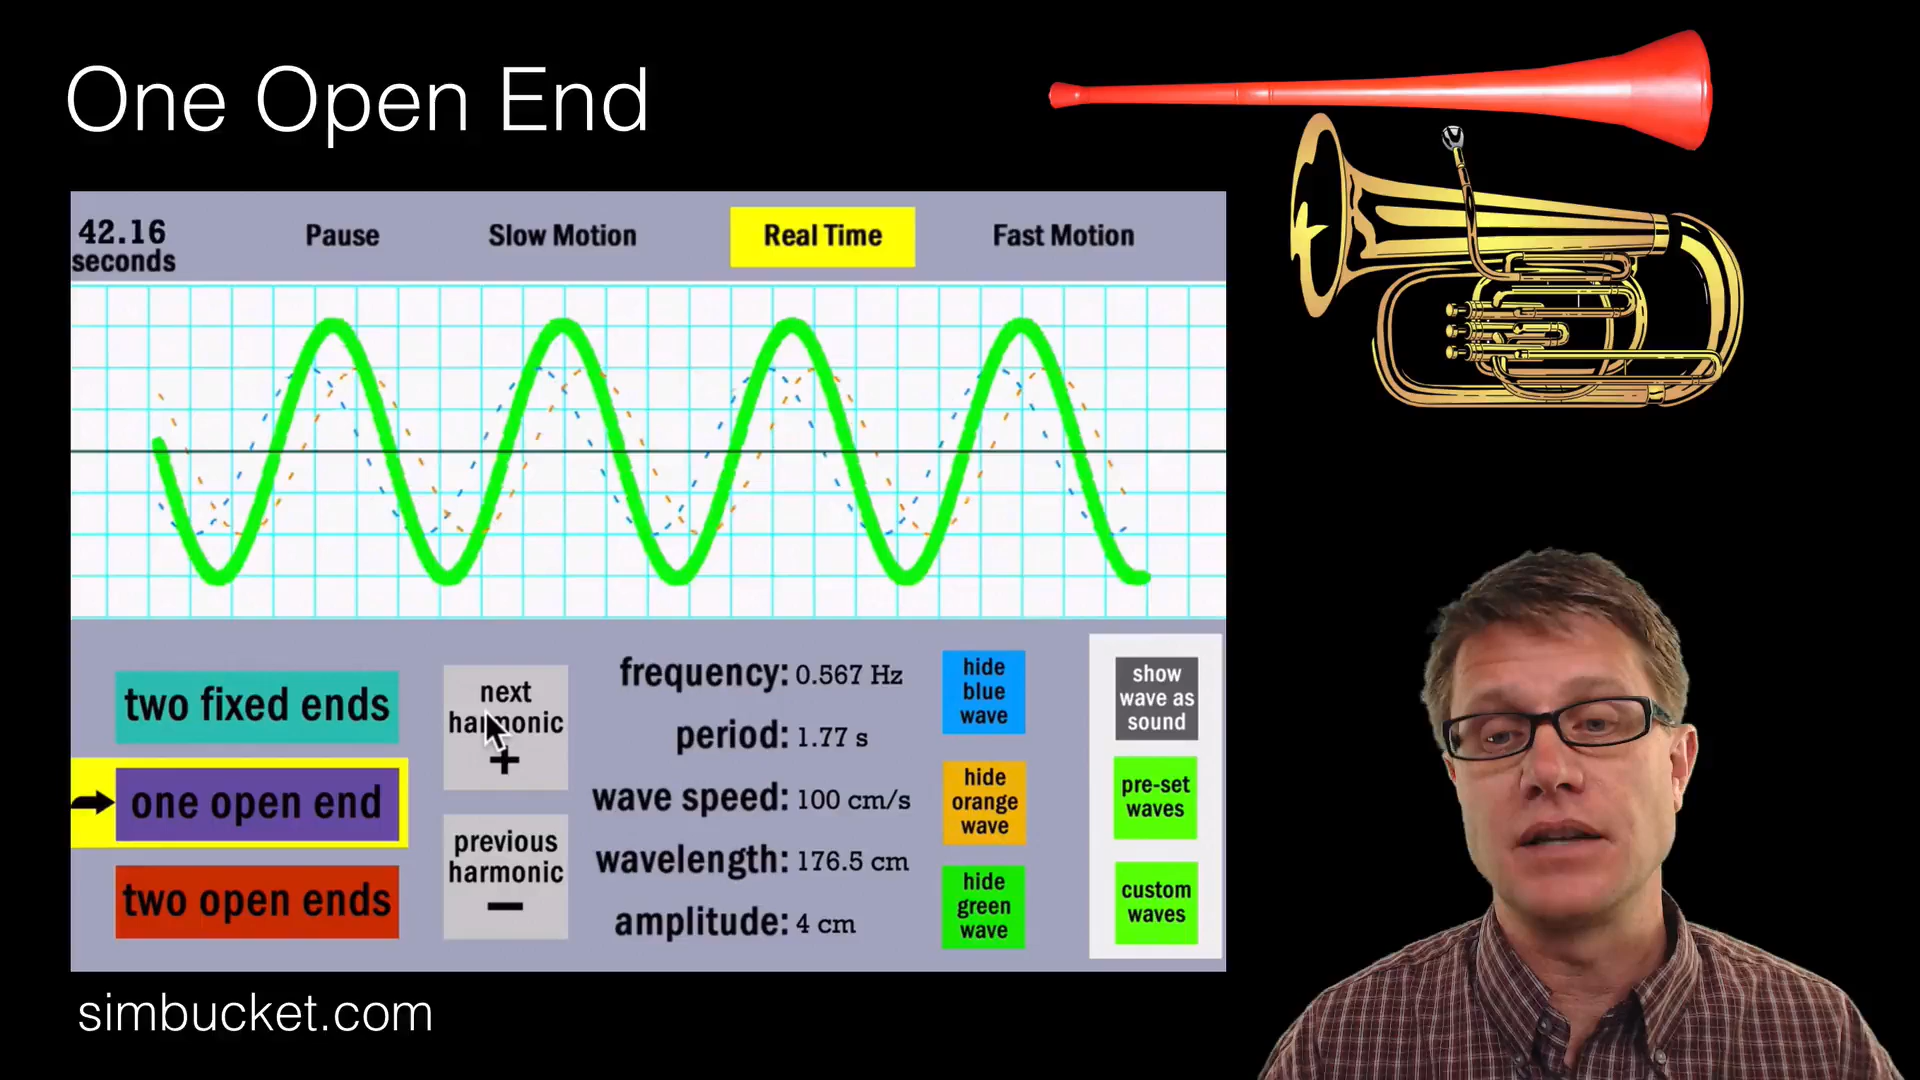 One Open End
42.16
seconds
Pause
Slow Motion
Real Time
Fast Motion
two fixed ends
one open end
two open ends
next
harmonic
+
previous
harmonic
−
frequency: 0.567 Hz
period: 1.77 s
wave speed: 100 cm/s
wavelength: 176.5 cm
amplitude: 4 cm
hide
blue
wave
hide
orange
wave
hide
green
wave
show
wave as
sound
pre-set
waves
custom
waves
simbucket.com